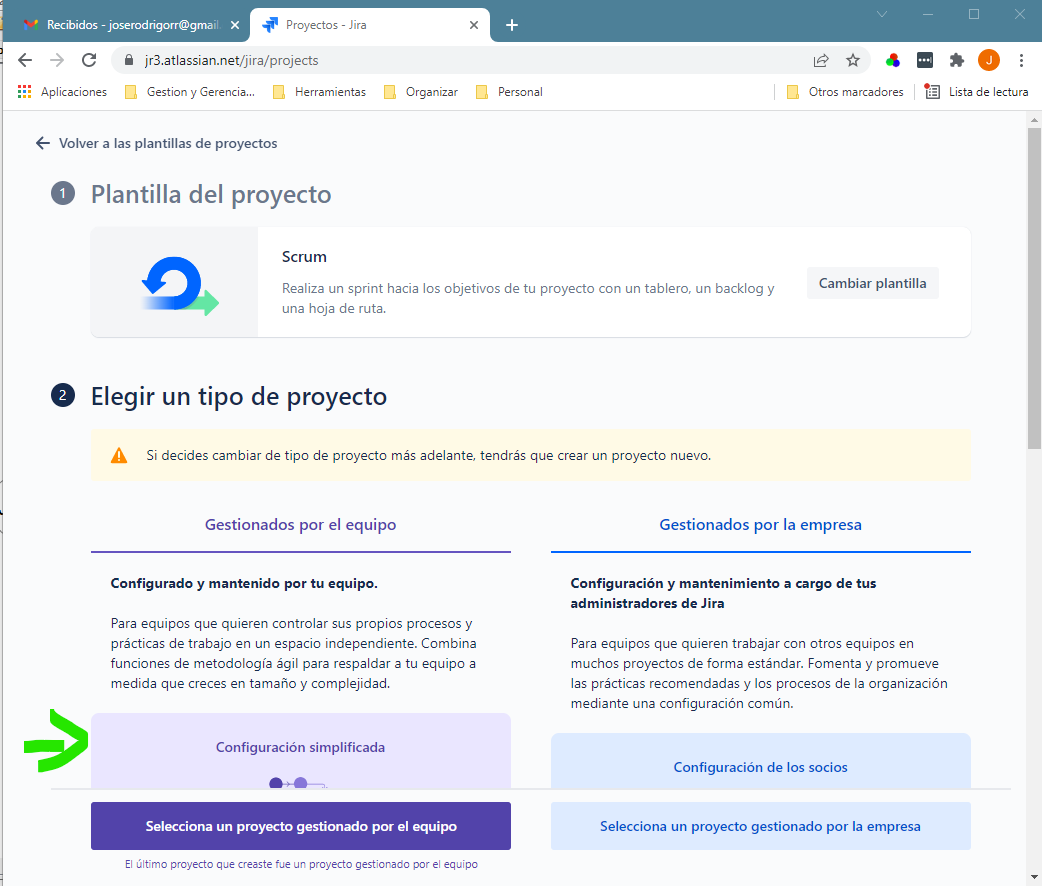 Recibidos - joserodrigorr@gmail.
Proyectos - Jira
jr3.atlassian.net/jira/projects
J
Aplicaciones
Gestion y Gerencia...
Herramientas
Organizar
Personal
Otros marcadores
Lista de lectura
Volver a las plantillas de proyectos
1 Plantilla del proyecto
Scrum
Realiza un sprint hacia los objetivos de tu proyecto con un tablero, un backlog y
una hoja de ruta.
Cambiar plantilla
2 Elegir un tipo de proyecto
Si decides cambiar de tipo de proyecto más adelante, tendrás que crear un proyecto nuevo.
Gestionados por el equipo
Configurado y mantenido por tu equipo.
Para equipos que quieren controlar sus propios procesos y
prácticas de trabajo en un espacio independiente. Combina
funciones de metodología ágil para respaldar a tu equipo a
medida que creces en tamaño y complejidad.
Configuración simplificada
Selecciona un proyecto gestionado por el equipo
El último proyecto que creaste fue un proyecto gestionado por el equipo
Gestionados por la empresa
Configuración y mantenimiento a cargo de tus
administradores de Jira
Para equipos que quieren trabajar con otros equipos en
muchos proyectos de forma estándar. Fomenta y promueve
las prácticas recomendadas y los procesos de la organización
mediante una configuración común.
Configuración de los socios
Selecciona un proyecto gestionado por la empresa